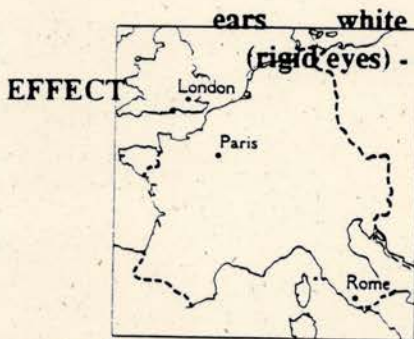 ears white
(rigid eyes) -
EFFECT
London
Paris
Rome